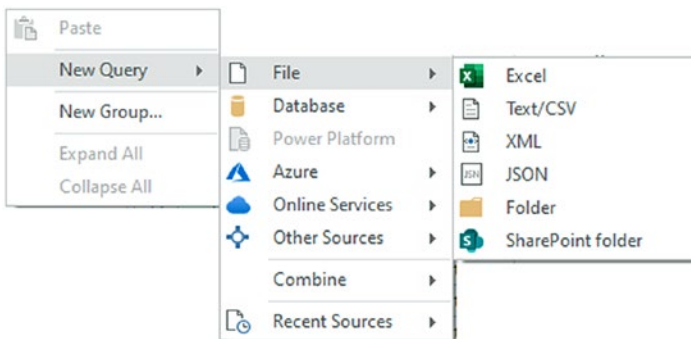 Paste
New Query
New Group...
Expand All
Collapse All
File
Database
Power Platform
Azure
Online Services
Other Sources
Combine
Recent Sources
Excel
Text/CSV
XML
JSN
JSON
Folder
S
SharePoint folder